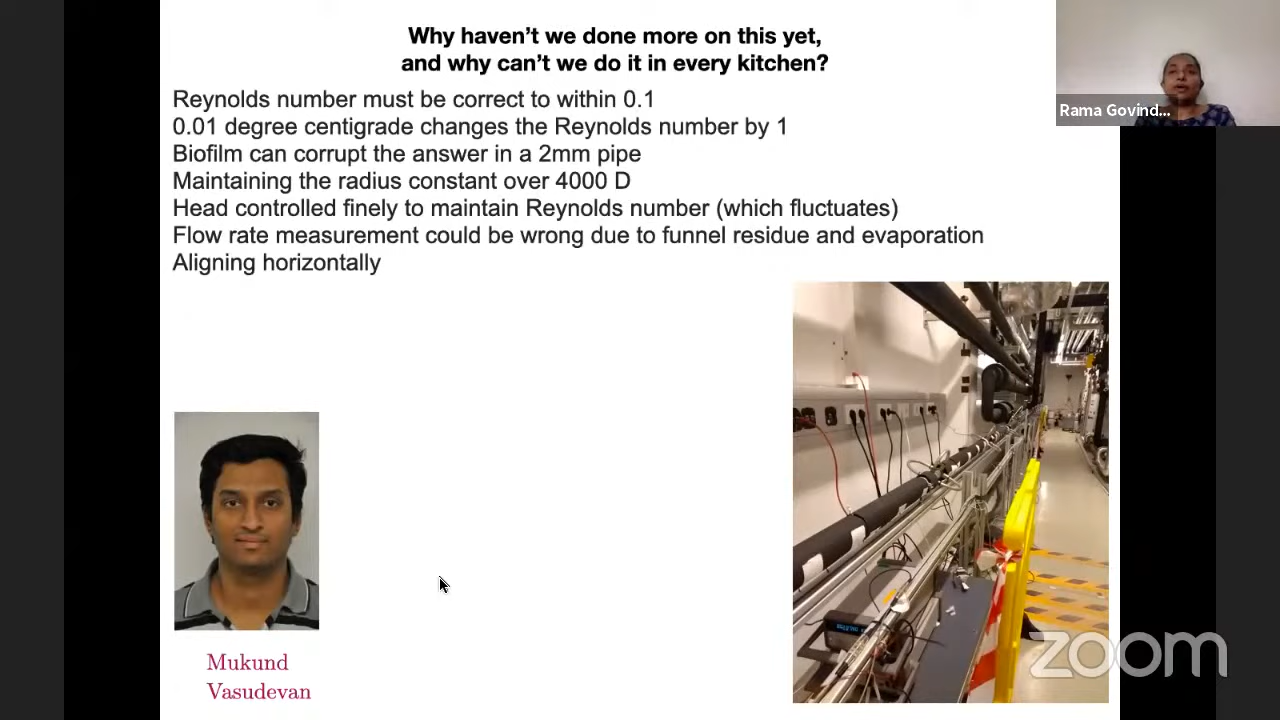 Why haven't we done more on this yet,
and why can't we do it in every kitchen?
Reynolds number must be correct to within 0.1
0.01 degree centigrade changes the Reynolds number by 1
Biofilm can corrupt the answer in a 2mm pipe
Maintaining the radius constant over 4000 D
Head controlled finely to maintain Reynolds number (which fluctuates)
Flow rate measurement could be wrong due to funnel residue and evaporation
Aligning horizontally
Rama Govind...
Mukund
Vasudevan
zoom